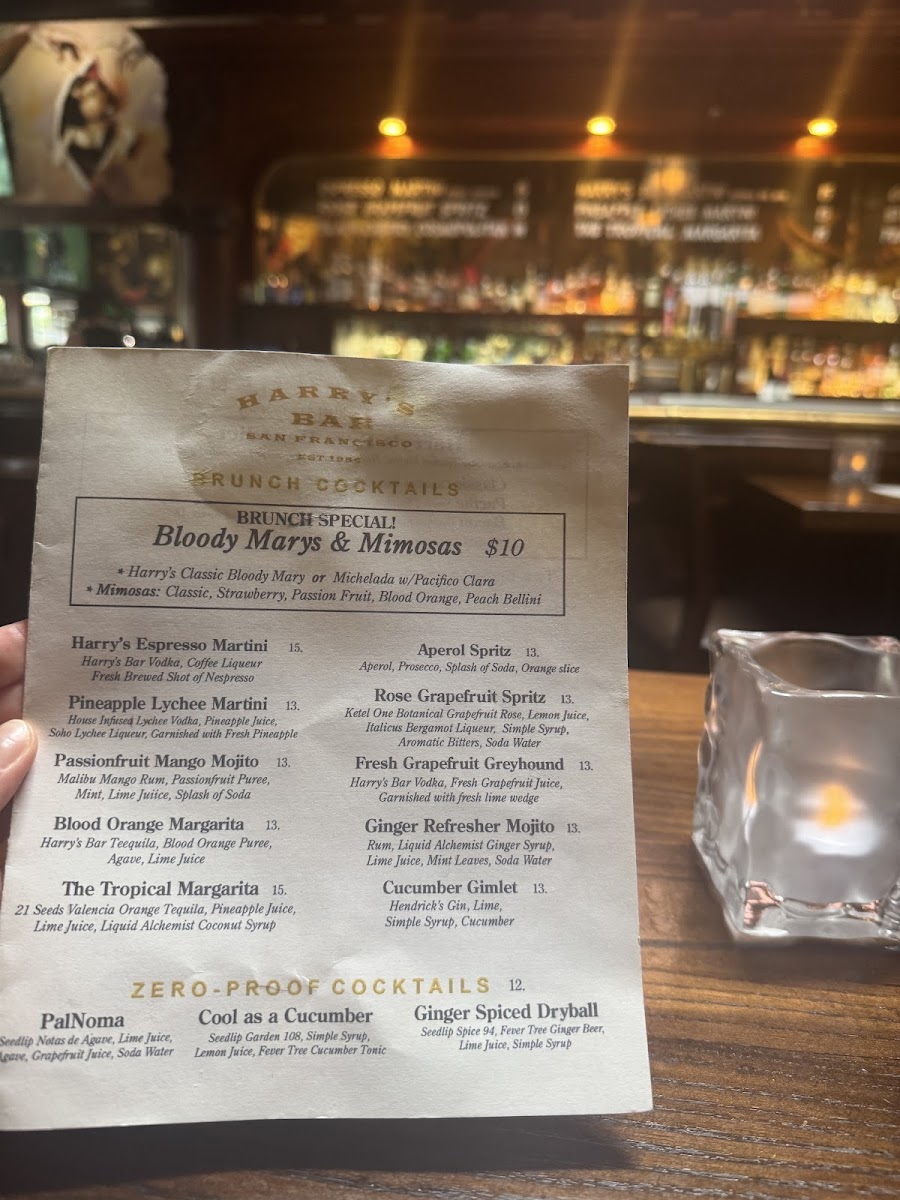 HARRY'S
BAR
SAN FRANCISCO
BRUNCH COCKTAILS
BRUNCH SPECIAL!
Bloody Marys & Mimosas $10
* Harry's Classic Bloody Mary or Michelada w/Pacifico Clara
* Mimosas: Classic, Strawberry, Passion Fruit, Blood Orange, Peach Bellini
Harry's Espresso Martini 15.
Harry's Bar Vodka, Coffee Liqueur
Fresh Brewed Shot of Nespresso
Pineapple Lychee Martini 13.
House Infused Lychee Vodka, Pineapple Juice,
Soho Lychee Liqueur, Garnished with Fresh Pineapple
Passionfruit Mango Mojito 13.
Malibu Mango Rum, Passionfruit Puree,
Mint, Lime Juiice, Splash of Soda
Blood Orange Margarita 13.
Harry's Bar Teequila, Blood Orange Puree,
Agave, Lime Juice
The Tropical Margarita 15.
21 Seeds Valencia Orange Tequila, Pineapple Juice,
Lime Juice, Liquid Alchemist Coconut Syrup
Aperol Spritz 13.
Aperol, Prosecco, Splash of Soda, Orange slice
Rose Grapefruit Spritz 13.
Ketel One Botanical Grapefruit Rose, Lemon Juice,
Italicus Bergamot Liqueur, Simple Syrup,
Aromatic Bitters, Soda Water
Fresh Grapefruit Greyhound 13.
Harry's Bar Vodka, Fresh Grapefruit Juice,
Garnished with fresh lime wedge
Ginger Refresher Mojito 13.
Rum, Liquid Alchemist Ginger Syrup,
Lime Juice, Mint Leaves, Soda Water
Cucumber Gimlet 13.
Hendrick's Gin, Lime,
Simple Syrup, Cucumber
ZERO-PROOF COCKTAILS 12.
PalNoma
Seedlip Notas de Agave, Lime Juice,
Agave, Grapefruit Juice, Soda Water
Cool as a Cucumber
Seedlip Garden 108, Simple Syrup,
Lemon Juice, Fever Tree Cucumber Tonic
Ginger Spiced Dryball
Seedlip Spice 94, Fever Tree Ginger Beer,
Lime Juice, Simple Syrup